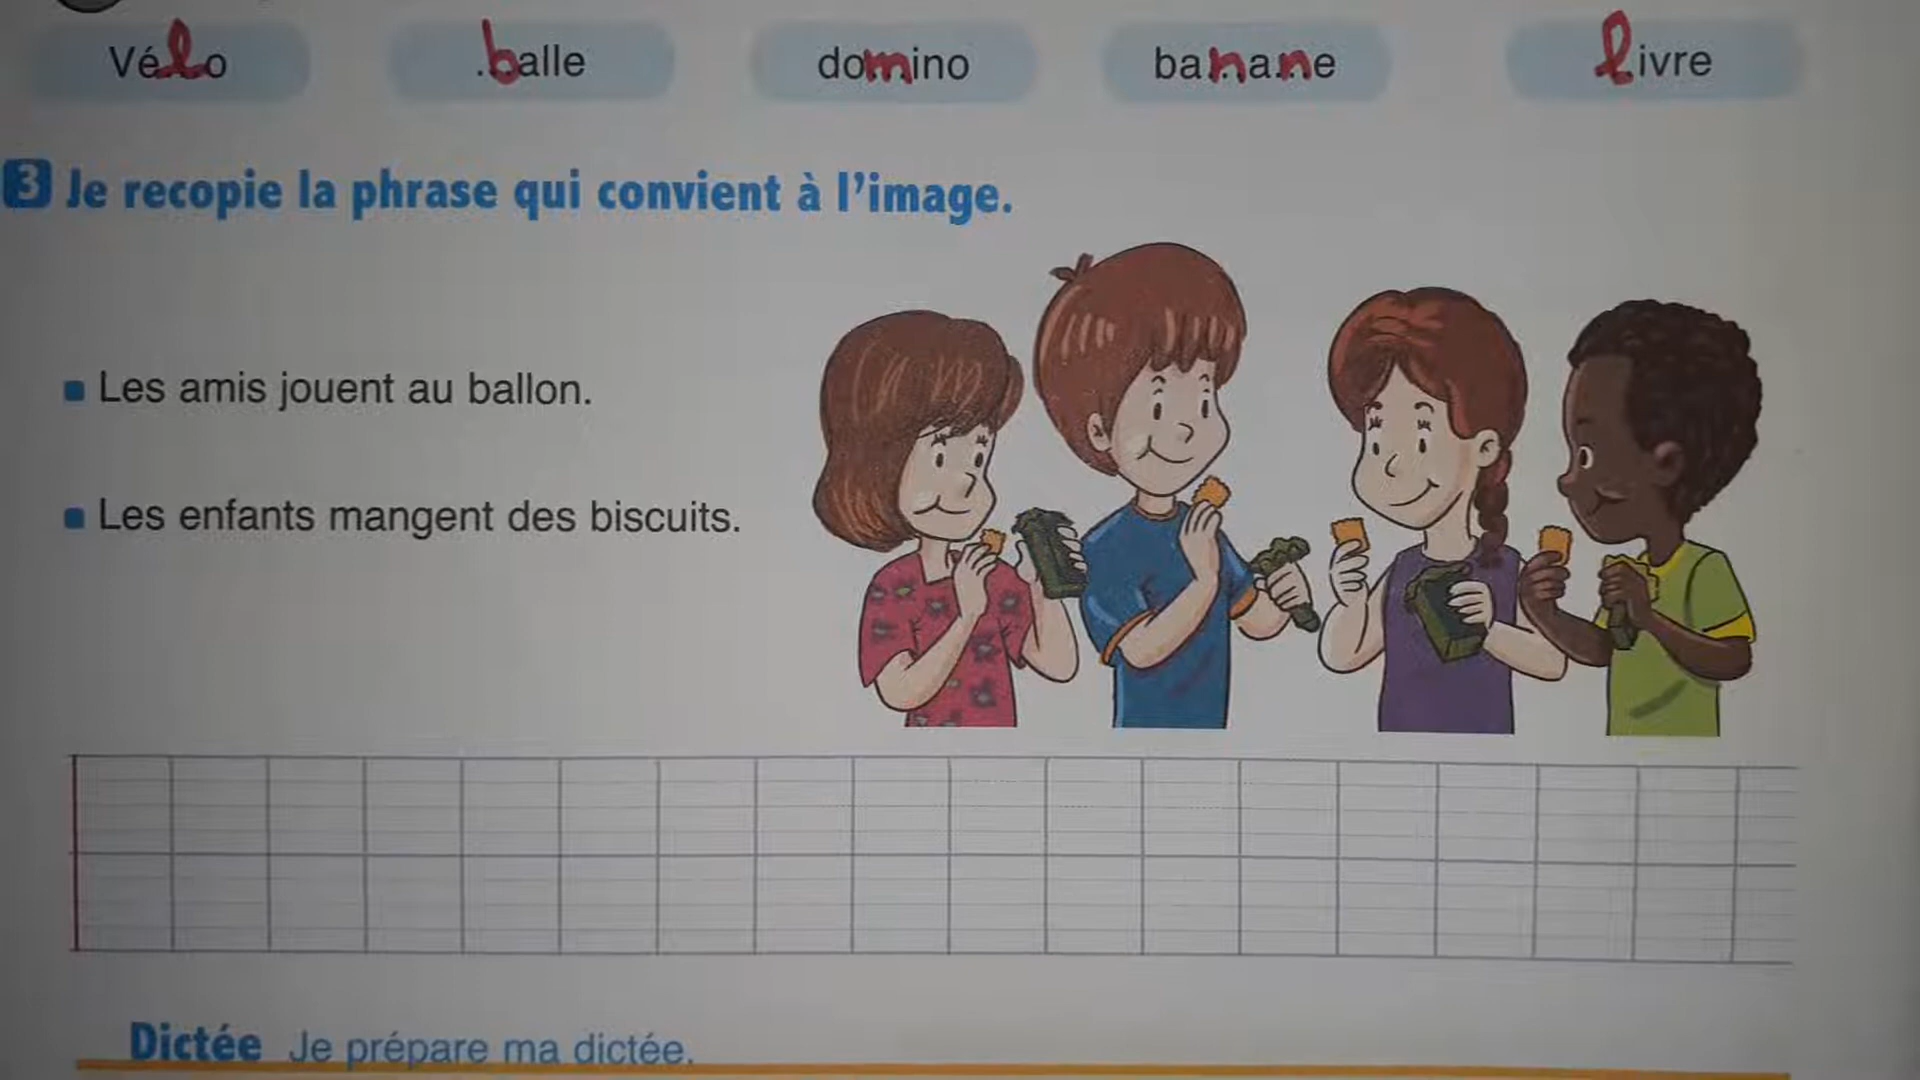 Vélo balle domino banane livre
3 Je recopie la phrase qui convient à l'image.
Les amis jouent au ballon.
Les enfants mangent des biscuits.
Dictée Je prépare ma dictée.